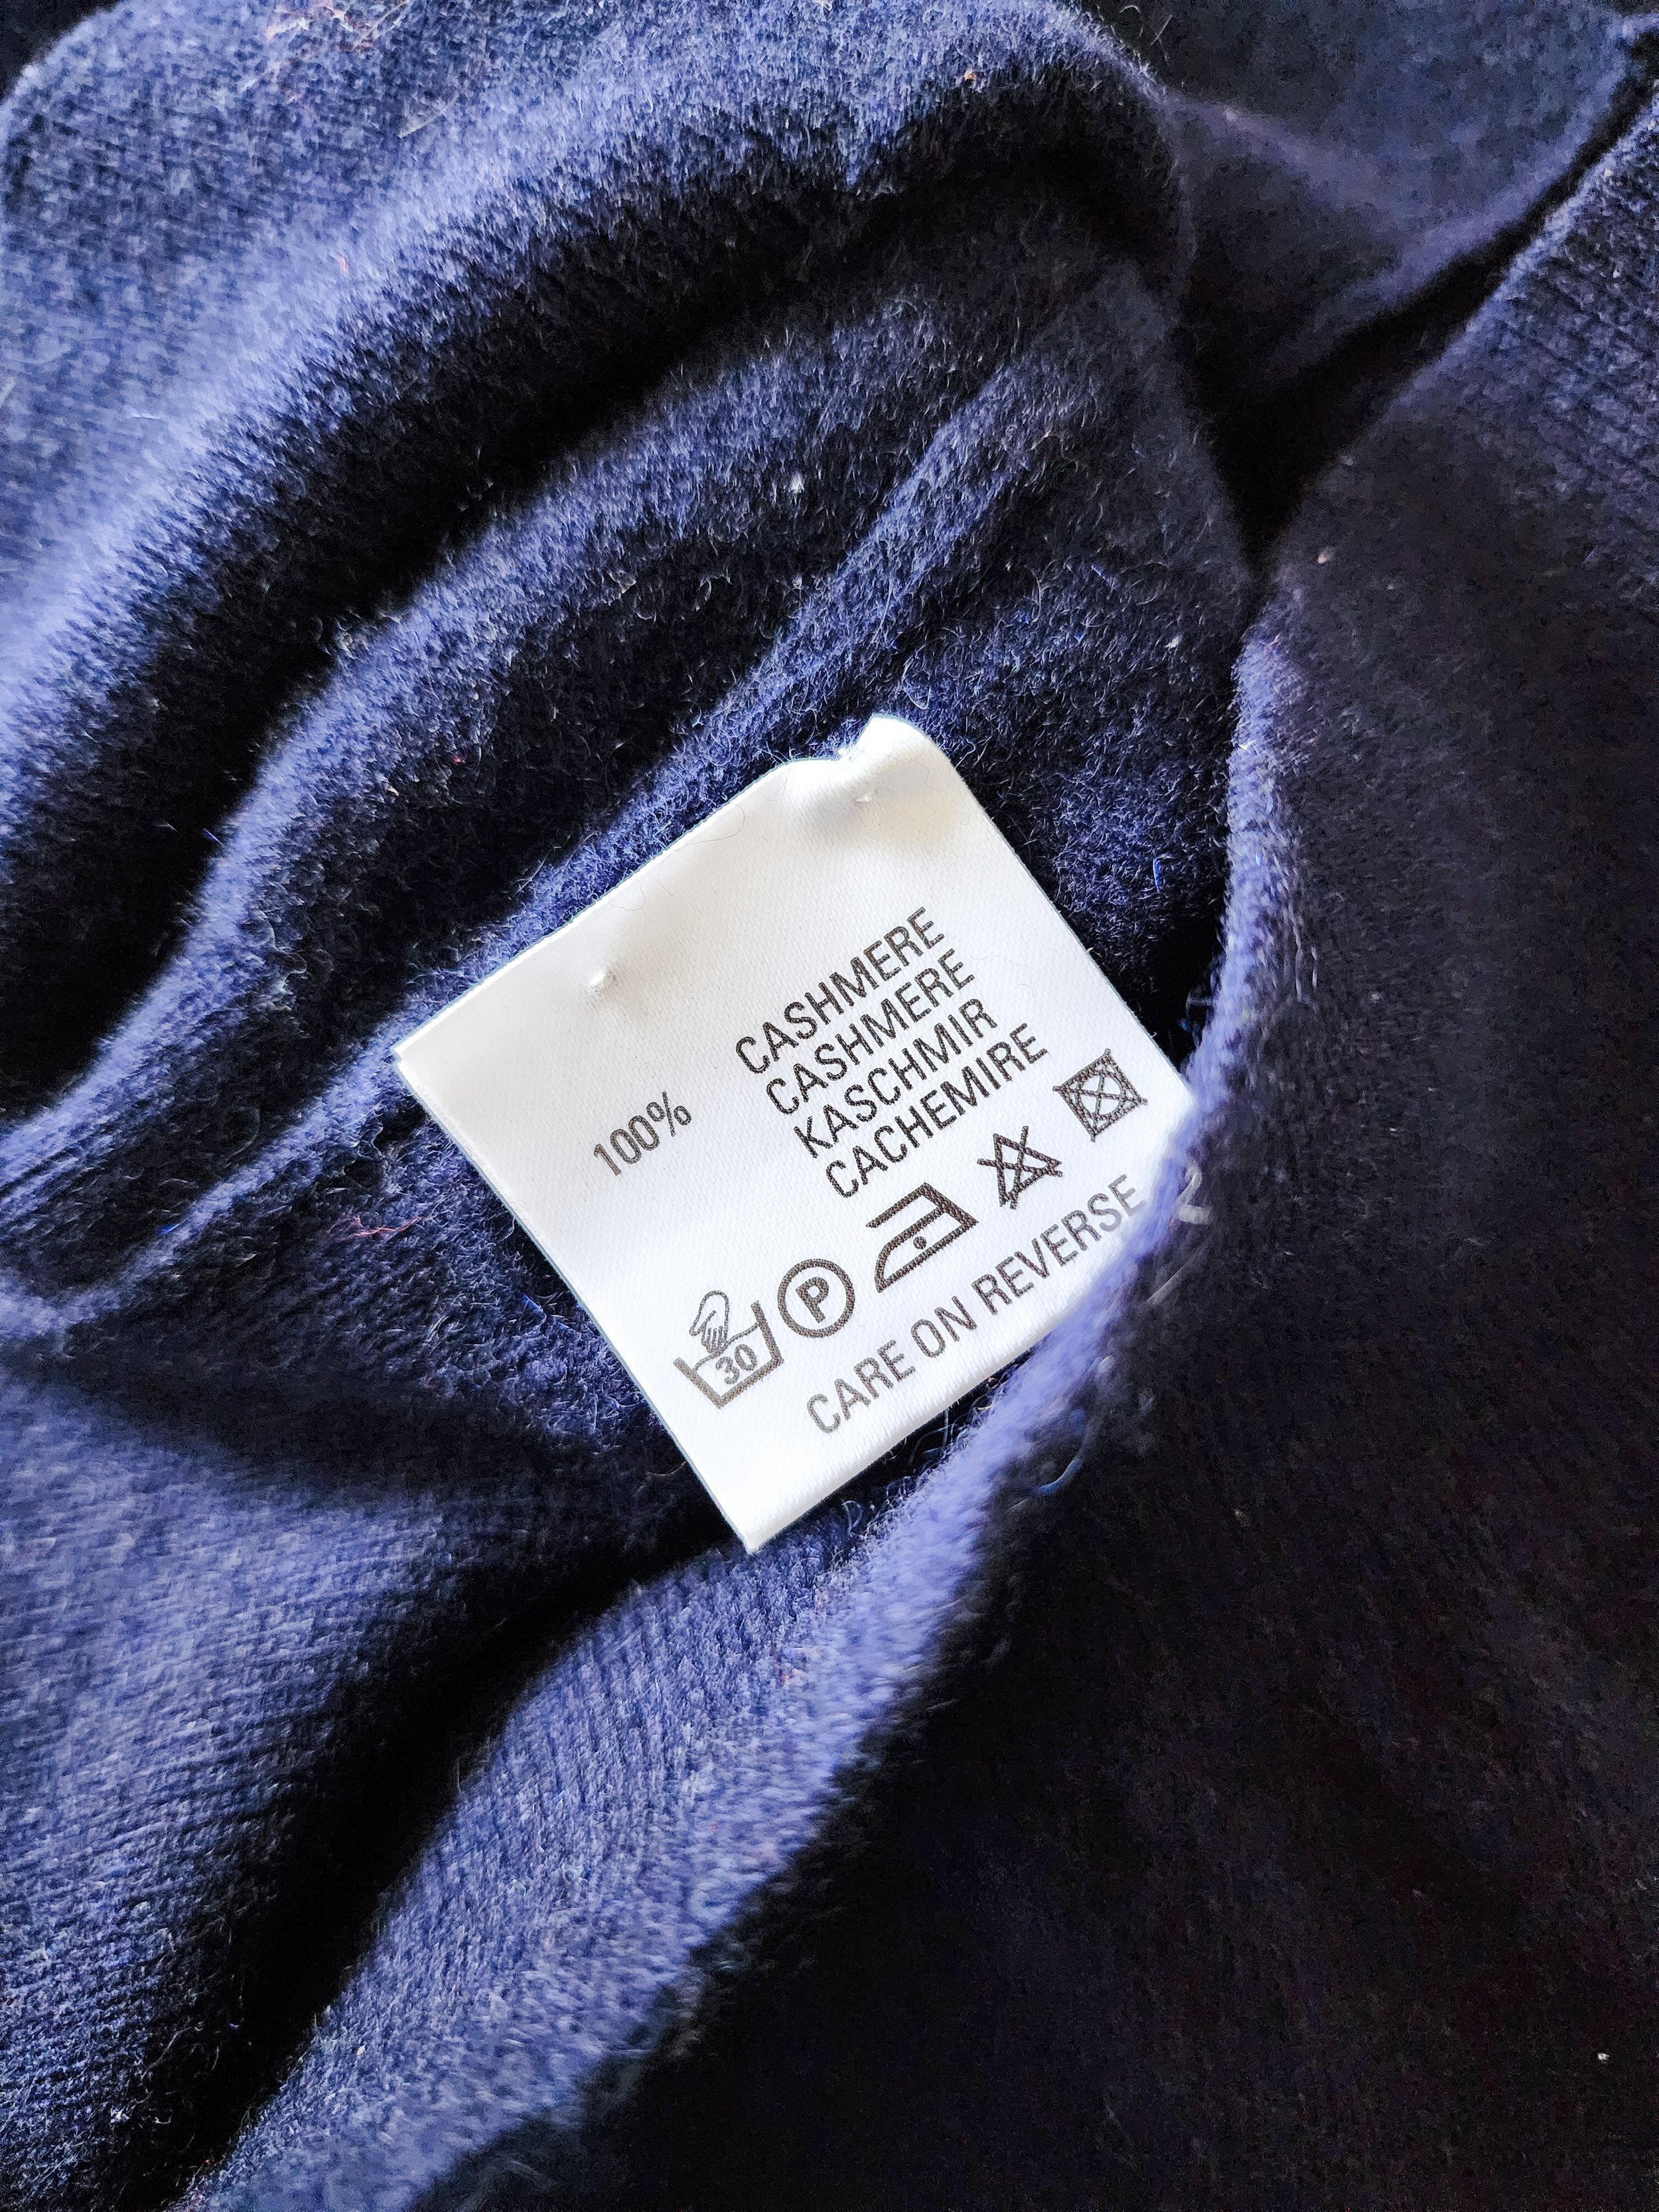 100% CASHMERE
CASHMERE
KASCHMIR
CACHEMIRE
30 P
CARE ON REVERSE